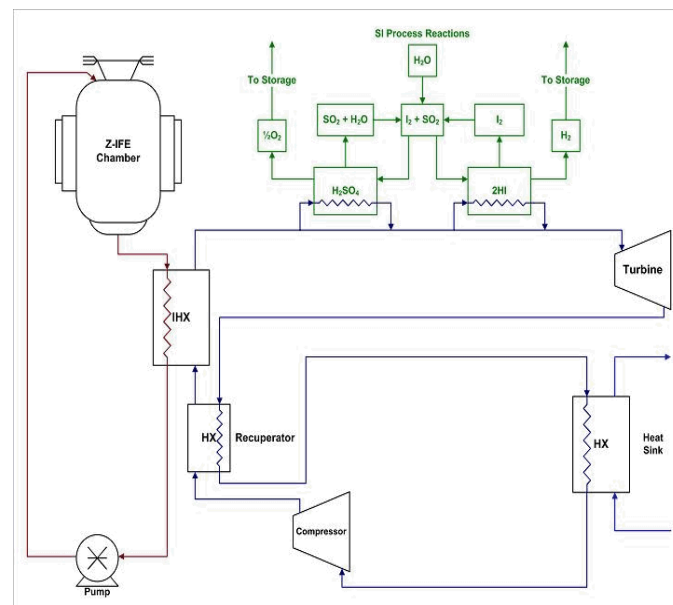 SI Process Reactions
H₂O
To Storage
To Storage
SO₂ + H₂O
I₂ + SO₂
I₂
½O₂
H₂
H₂SO₄
2HI
Z-IFE
Chamber
Turbine
IHX
HX
Recuperator
HX
Heat
Sink
Compressor
Pump